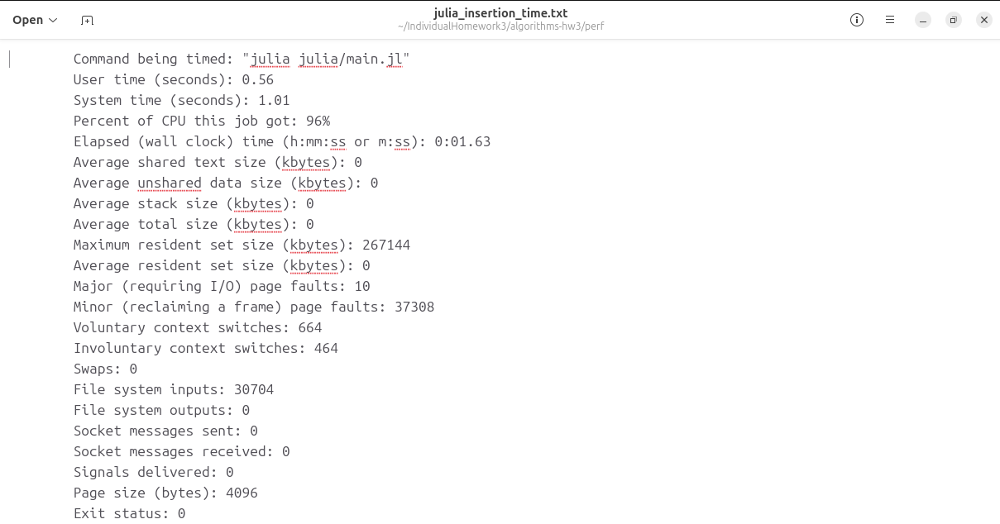 Open
julia_insertion_time.txt
~/IndividualHomework3/algorithms-hw3/perf
Command being timed: "julia julia/main.jl"
User time (seconds): 0.56
System time (seconds): 1.01
Percent of CPU this job got: 96%
Elapsed (wall clock) time (h:mm:ss or m:ss): 0:01.63
Average shared text size (kbytes): 0
Average unshared data size (kbytes): 0
Average stack size (kbytes): 0
Average total size (kbytes): 0
Maximum resident set size (kbytes): 267144
Average resident set size (kbytes): 0
Major (requiring I/O) page faults: 10
Minor (reclaiming a frame) page faults: 37308
Voluntary context switches: 664
Involuntary context switches: 464
Swaps: 0
File system inputs: 30704
File system outputs: 0
Socket messages sent: 0
Socket messages received: 0
Signals delivered: 0
Page size (bytes): 4096
Exit status: 0